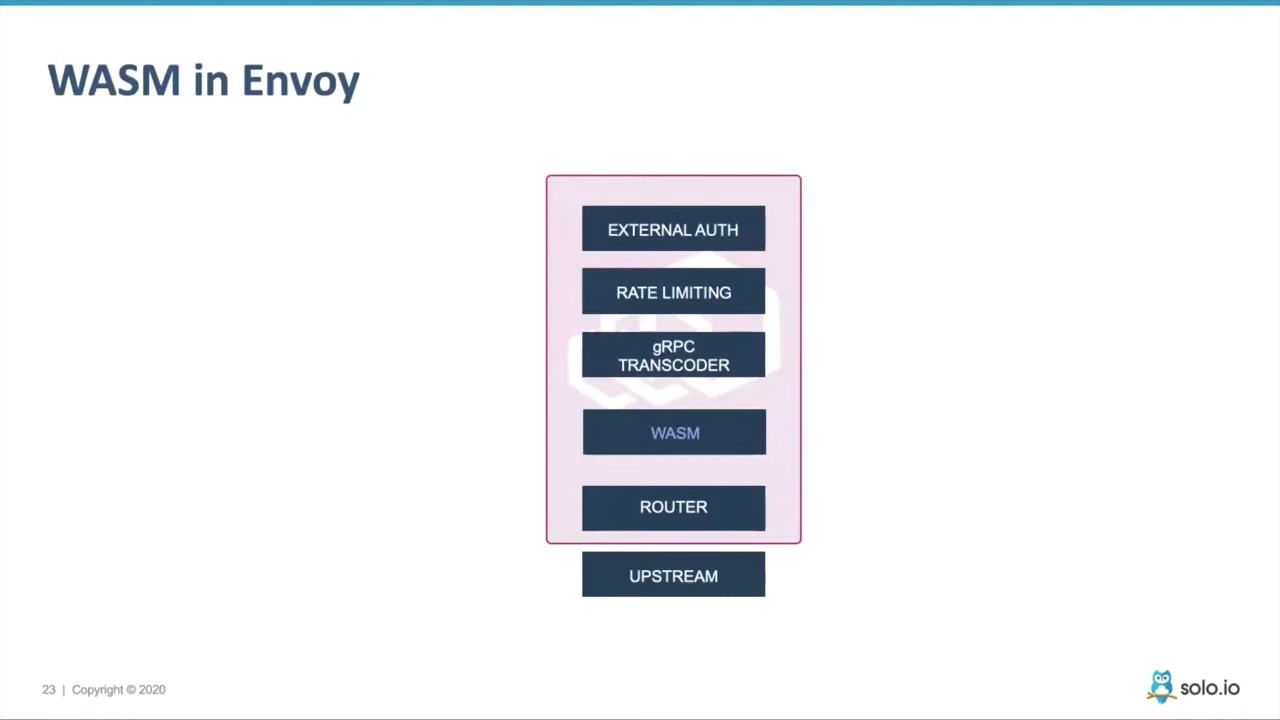 WASM in Envoy
EXTERNAL AUTH
RATE LIMITING
gRPC
TRANSCODER
WASM
ROUTER
UPSTREAM
23 | Copyright © 2020
solo.io